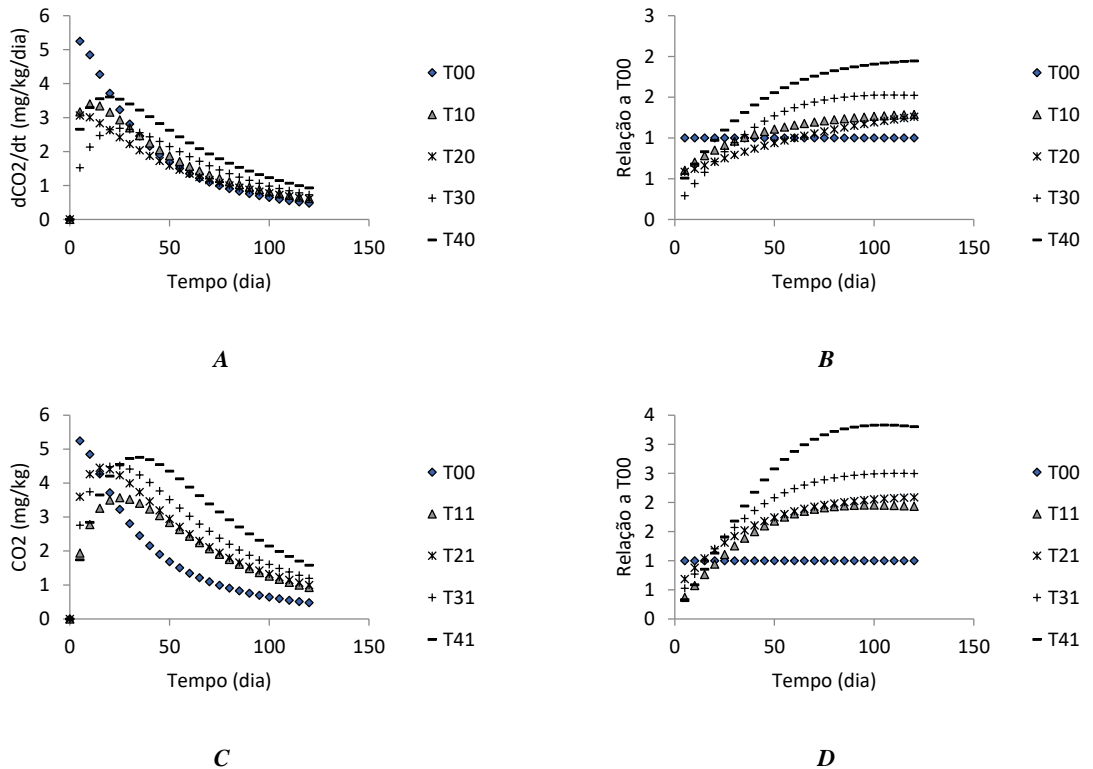 dCO2/dt (mg/kg/dia)
6
5
4
3
2
1
0
0 50 100 150
Tempo (dia)
T00
T10
T20
T30
T40
A
Relação a T00
3
2
2
1
1
0
0 50 100 150
Tempo (dia)
T00
T10
T20
T30
T40
B
CO2 (mg/kg)
6
5
4
3
2
1
0
0 50 100 150
Tempo (dia)
T00
T11
T21
T31
T41
C
Relação a T00
4
3
3
2
2
1
1
0
0 50 100 150
Tempo (dia)
T00
T11
T21
T31
T41
D